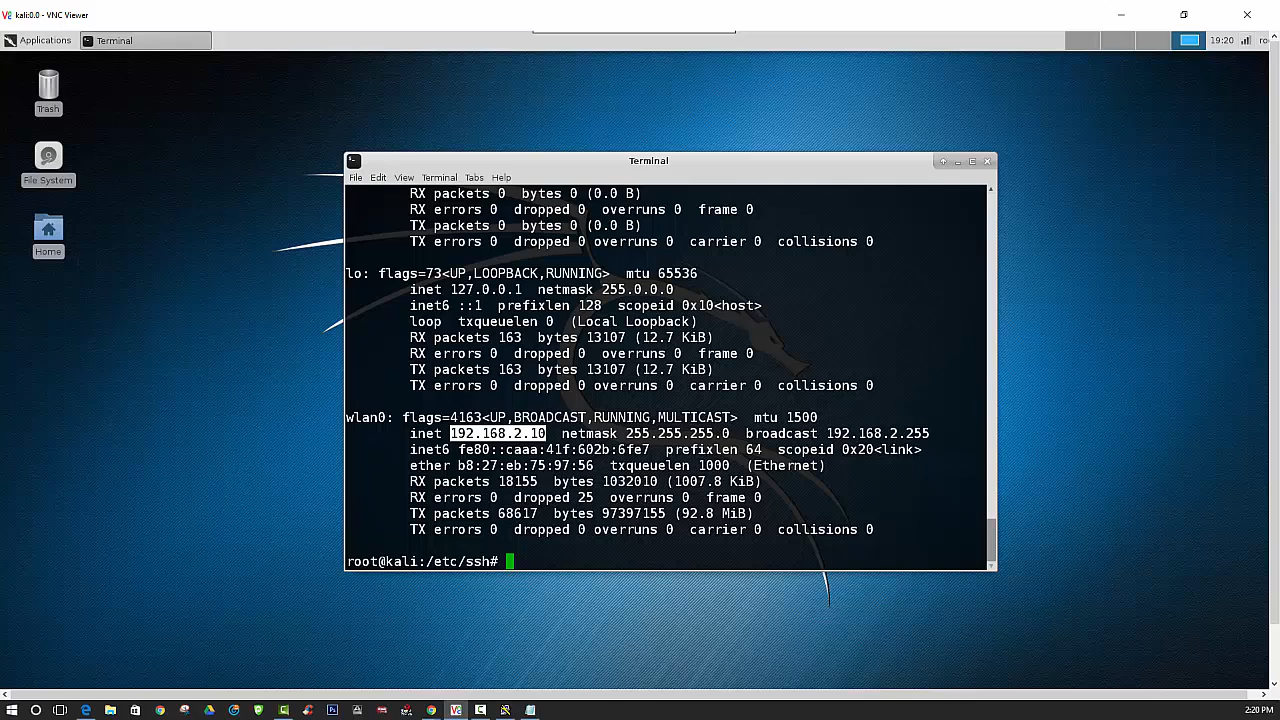 kali:0.0 - VNC Viewer
Applications
Terminal
19:20
ro
Trash
File System
Home
Terminal
File Edit View Terminal Tabs Help
RX packets 0 bytes 0 (0.0 B)
RX errors 0 dropped 0 overruns 0 frame 0
TX packets 0 bytes 0 (0.0 B)
TX errors 0 dropped 0 overruns 0 carrier 0 collisions 0
lo: flags=73<UP,LOOPBACK,RUNNING> mtu 65536
inet 127.0.0.1 netmask 255.0.0.0
inet6 ::1 prefixlen 128 scopeid 0x10<host>
loop txqueuelen 0 (Local Loopback)
RX packets 163 bytes 13107 (12.7 KiB)
RX errors 0 dropped 0 overruns 0 frame 0
TX packets 163 bytes 13107 (12.7 KiB)
TX errors 0 dropped 0 overruns 0 carrier 0 collisions 0
wlan0: flags=4163<UP,BROADCAST,RUNNING,MULTICAST> mtu 1500
inet 192.168.2.10 netmask 255.255.255.0 broadcast 192.168.2.255
inet6 fe80::caaa:41f:602b:6fe7 prefixlen 64 scopeid 0x20<link>
ether b8:27:eb:75:97:56 txqueuelen 1000 (Ethernet)
RX packets 18155 bytes 1032010 (1007.8 KiB)
RX errors 0 dropped 25 overruns 0 frame 0
TX packets 68617 bytes 97397155 (92.8 MiB)
TX errors 0 dropped 0 overruns 0 carrier 0 collisions 0
root@kali:/etc/ssh#
2:20 PM